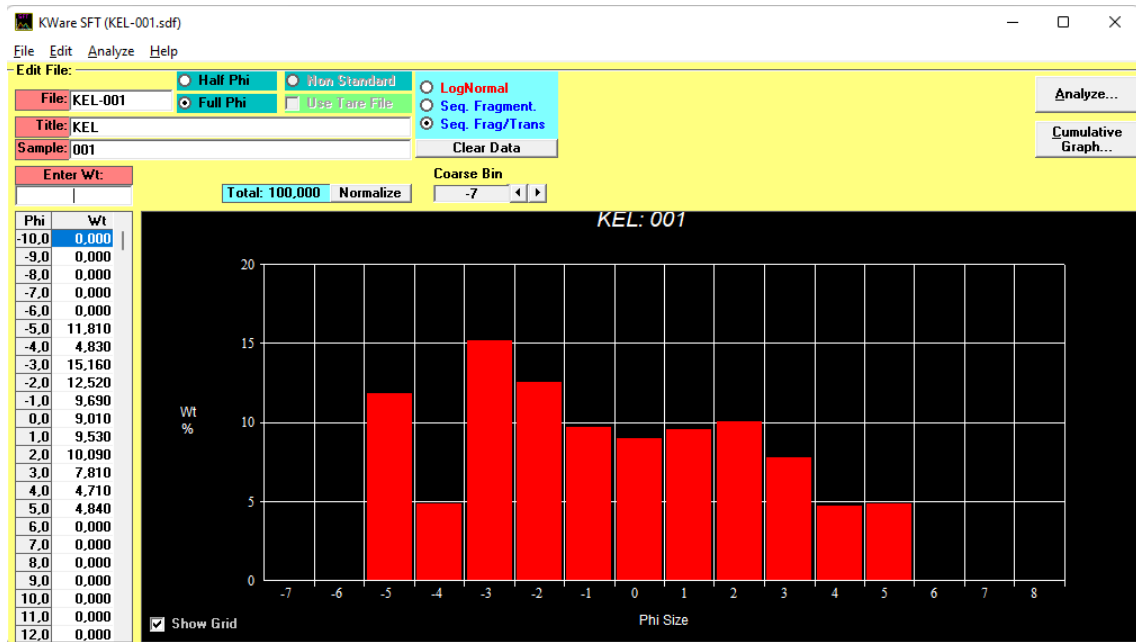 KWare SFT (KEL-001.sdf)
File Edit Analyze Help
Edit File:
Half Phi Non Standard LogNormal
File: KEL-001 Full Phi Use Tare File Seq. Fragment. Analyze...
Title: KEL Seq. Frag/Trans
Sample: 001 Clear Data Cumulative Graph...
Enter Wt: Coarse Bin
Total: 100,000 Normalize -7
Phi Wt
-10,0 0,000
-9,0 0,000
-8,0 0,000
-7,0 0,000
-6,0 0,000
-5,0 11,810
-4,0 4,830
-3,0 15,160
-2,0 12,520
-1,0 9,690
0,0 9,010
1,0 9,530
2,0 10,090
3,0 7,810
4,0 4,710
5,0 4,840
6,0 0,000
7,0 0,000
8,0 0,000
9,0 0,000
10,0 0,000
11,0 0,000
12,0 0,000
KEL: 001
20
15
10
5
0
Wt
%
-7 -6 -5 -4 -3 -2 -1 0 1 2 3 4 5 6 7 8
Phi Size
Show Grid